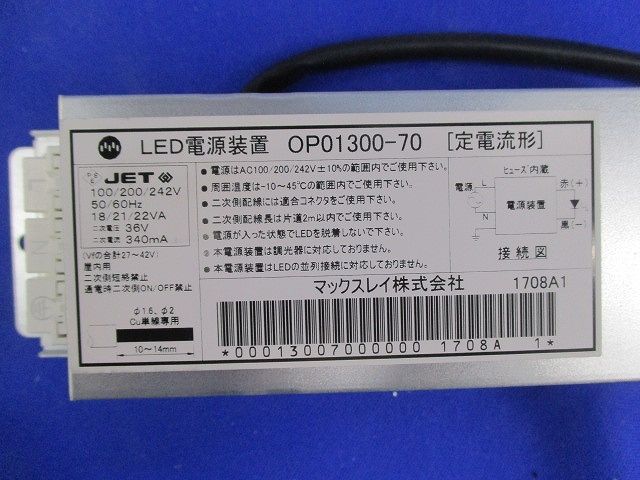 LED電源装置 OP01300-70 [定電流形]
PS E JET
100/200/242V
50/60Hz
18/21/22VA
二次電圧 36V
二次電流 340mA
(Vfの合計27~42V)
屋内用
二次側短絡禁止
通電時二次側ON/OFF禁止
φ1.6、φ2
Cu単線専用
10~14mm
●電源はAC100/200/242V±10%の範囲内でご使用下さい。
●周囲温度は-10~45℃の範囲内でご使用下さい。
●二次側配線には適合コネクタをご使用下さい。
●二次側配線長は片道2m以内でご使用下さい。
●電源が入った状態でLEDを脱着しないで下さい。
●本電源装置は調光器に対応しておりません。
●本電源装置はLEDの並列接続に対応しておりません。
ヒューズ内蔵
電源
L
N
電源装置
赤(+)
黒(-)
接続図
マックスレイ株式会社 1708A1
*00013007000000 1708A 1*